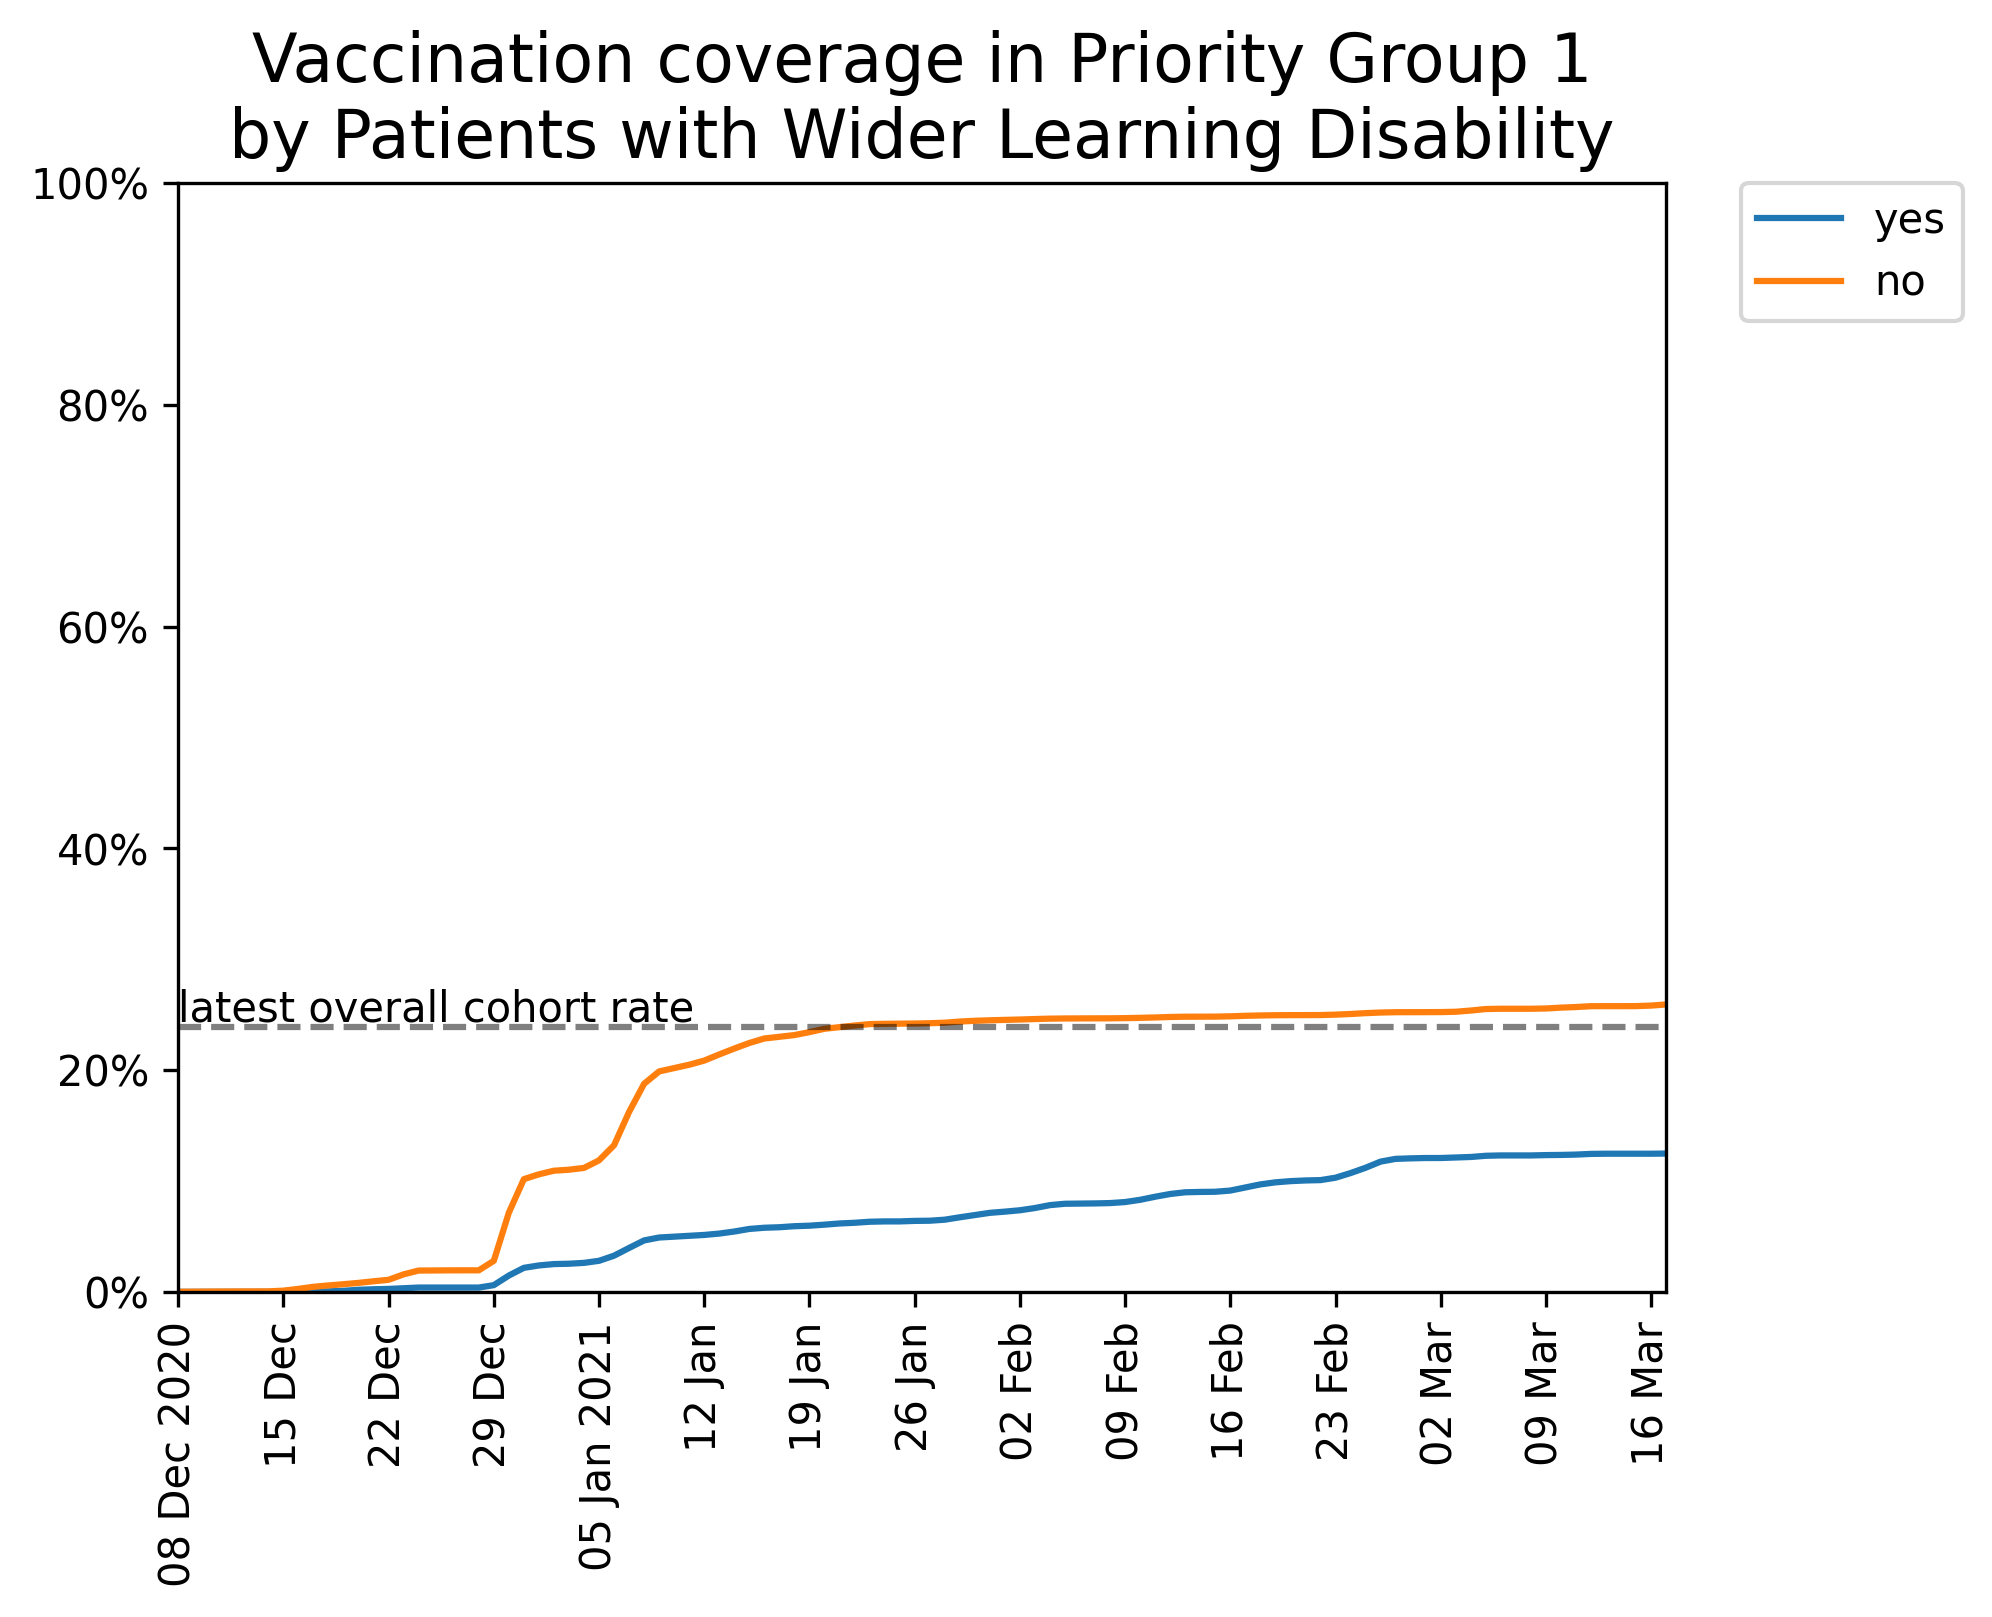 Vaccination coverage in Priority Group 1
by Patients with Wider Learning Disability
100%
80%
60%
40%
20%
0%
latest overall cohort rate
yes
no
08 Dec 2020
15 Dec
22 Dec
29 Dec
05 Jan 2021
12 Jan
19 Jan
26 Jan
02 Feb
09 Feb
16 Feb
23 Feb
02 Mar
09 Mar
16 Mar